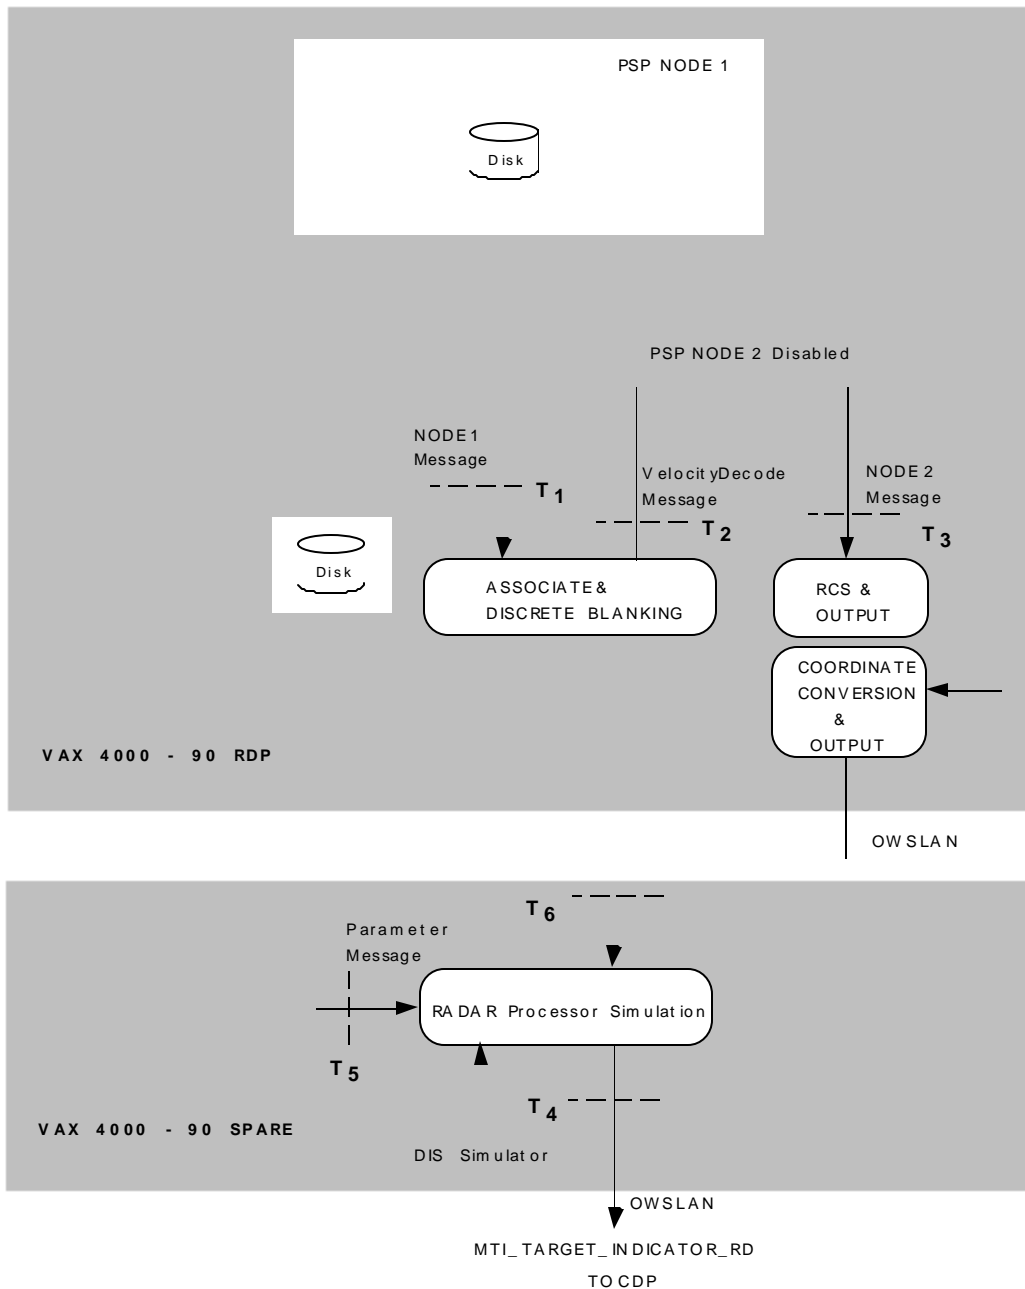 PSP NODE 1
Disk
PSP NODE 2 Disabled
NODE1
Message
T1
VelocityDecode
Message
T2
NODE2
Message
T3
Disk
ASSOCIATE&
DISCRETE BLANKING
RCS &
OUTPUT
COORDINATE
CONVERSION
&
OUTPUT
VAX 4000 - 90 RDP
OWSLAN
T6
Parameter
Message
RADAR Processor Simulation
T5
T4
VAX 4000 - 90 SPARE
DIS Simulator
OWSLAN
MTI_TARGET_INDICATOR_RD
TO CDP